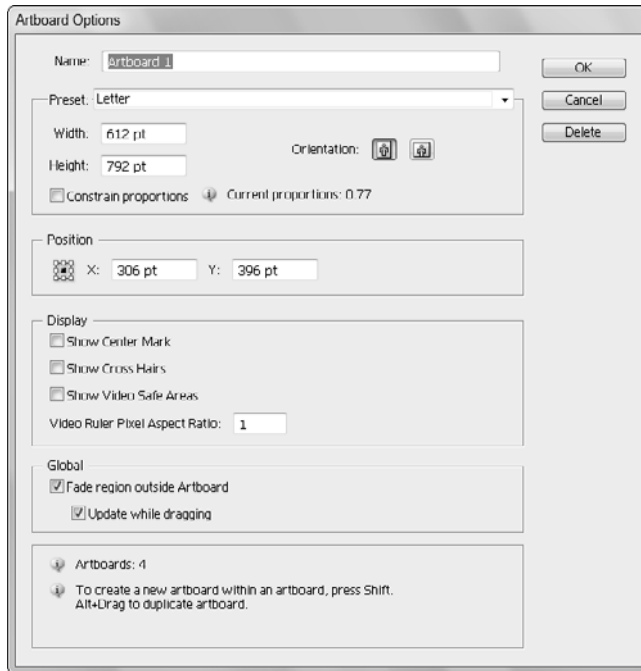 Artboard Options
Name: Artboard 1
OK
Preset: Letter
Cancel
Width: 612 pt
Delete
Orientation:
Height: 792 pt
Constrain proportions Current proportions: 0.77
Position
X: 306 pt Y: 396 pt
Display
Show Center Mark
Show Cross Hairs
Show Video Safe Areas
Video Ruler Pixel Aspect Ratio: 1
Global
Fade region outside Artboard
Update while dragging
Artboards: 4
To create a new artboard within an artboard, press Shift.
Alt+Drag to duplicate artboard.